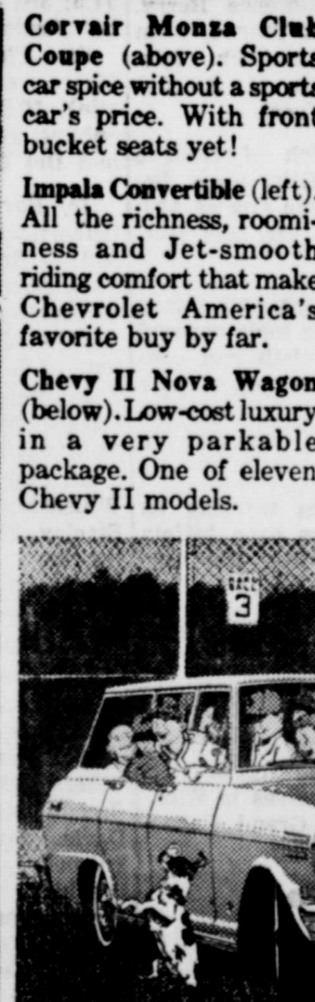 Corvair Monza Club
Coupe (above). Sports
car spice without a sports
car's price. With front
bucket seats yet!
Impala Convertible (left).
All the richness, roomi-
ness and Jet-smooth
riding comfort that make
Chevrolet America's
favorite buy by far.
Chevy II Nova Wagon
(below). Low-cost luxury
in a very parkable
package. One of eleven
Chevy II models.
3